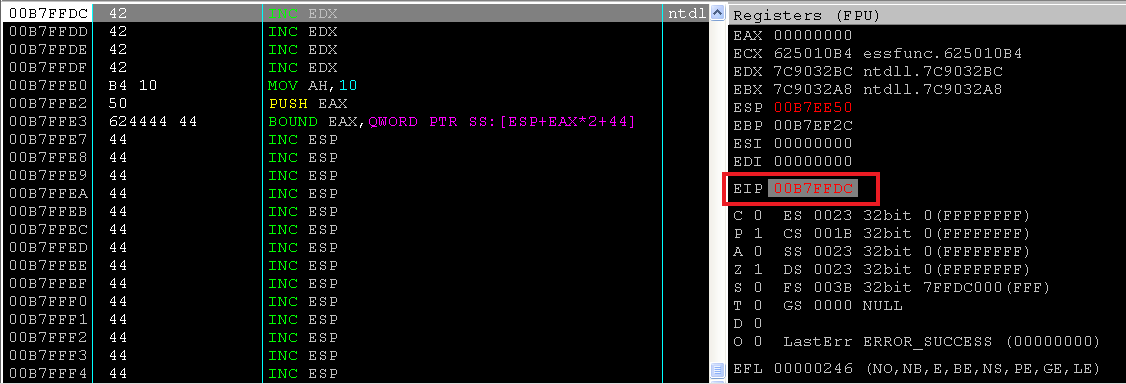 00B7FFDC 42 INC EDX ntdl
00B7FFDD 42 INC EDX
00B7FFDE 42 INC EDX
00B7FFDF 42 INC EDX
00B7FFE0 B4 10 MOV AH,10
00B7FFE2 50 PUSH EAX
00B7FFE3 624444 44 BOUND EAX,QWORD PTR SS:[ESP+EAX*2+44]
00B7FFE7 44 INC ESP
00B7FFE8 44 INC ESP
00B7FFE9 44 INC ESP
00B7FFEA 44 INC ESP
00B7FFEB 44 INC ESP
00B7FFEC 44 INC ESP
00B7FFED 44 INC ESP
00B7FFEE 44 INC ESP
00B7FFEF 44 INC ESP
00B7FFF0 44 INC ESP
00B7FFF1 44 INC ESP
00B7FFF2 44 INC ESP
00B7FFF3 44 INC ESP
00B7FFF4 44 INC ESP
Registers (FPU)
EAX 00000000
ECX 625010B4 essfunc.625010B4
EDX 7C9032BC ntdll.7C9032BC
EBX 7C9032A8 ntdll.7C9032A8
ESP 00B7EE50
EBP 00B7EF2C
ESI 00000000
EDI 00000000
EIP 00B7FFDC
C 0 ES 0023 32bit 0(FFFFFFFF)
P 1 CS 001B 32bit 0(FFFFFFFF)
A 0 SS 0023 32bit 0(FFFFFFFF)
Z 1 DS 0023 32bit 0(FFFFFFFF)
S 0 FS 003B 32bit 7FFDC000(FFF)
T 0 GS 0000 NULL
D 0
O 0 LastErr ERROR_SUCCESS (00000000)
EFL 00000246 (NO,NB,E,BE,NS,PE,GE,LE)